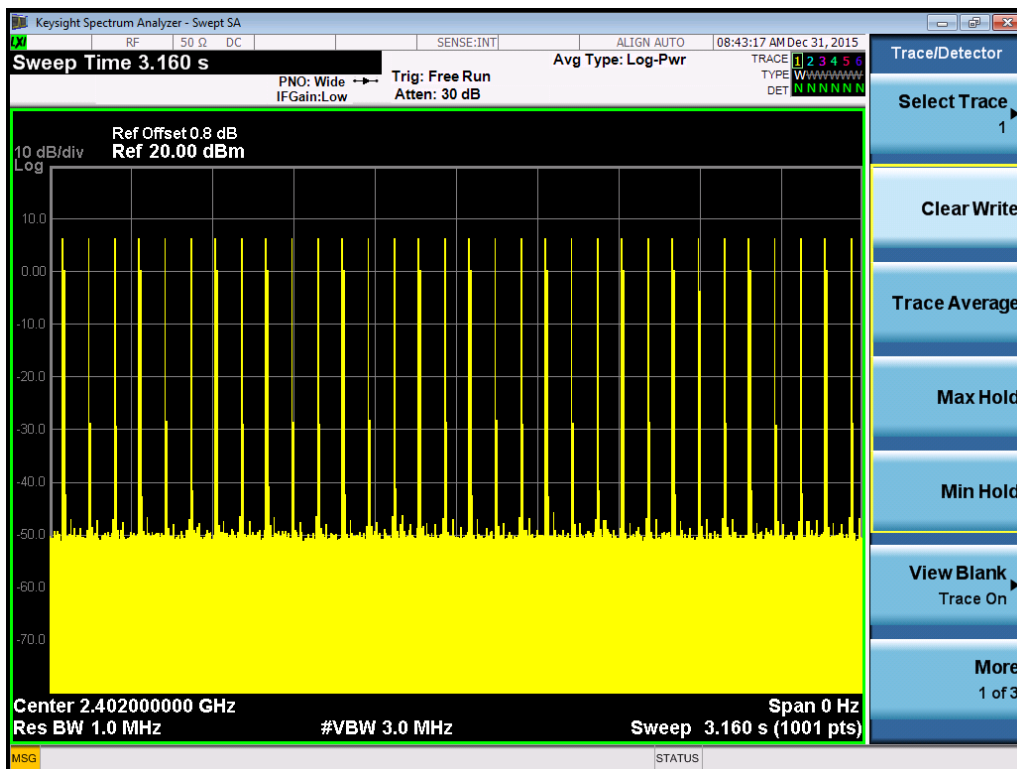 Keysight Spectrum Analyzer - Swept SA
LXI RF 50 Ω DC SENSE:INT ALIGN AUTO 08:43:17 AM Dec 31, 2015
Sweep Time 3.160 s
PNO: Wide
IFGain:Low
Trig: Free Run
Atten: 30 dB
Avg Type: Log-Pwr
TRACE 1 2 3 4 5 6
TYPE WWWWWW
DET N N N N N N
Ref Offset 0.8 dB
10 dB/div Ref 20.00 dBm
Log
10.0
0.00
-10.0
-20.0
-30.0
-40.0
-50.0
-60.0
-70.0
Center 2.402000000 GHz Span 0 Hz
Res BW 1.0 MHz #VBW 3.0 MHz Sweep 3.160 s (1001 pts)
MSG STATUS
Trace/Detector
Select Trace
1
Clear Write
Trace Average
Max Hold
Min Hold
View Blank
Trace On
More
1 of 3